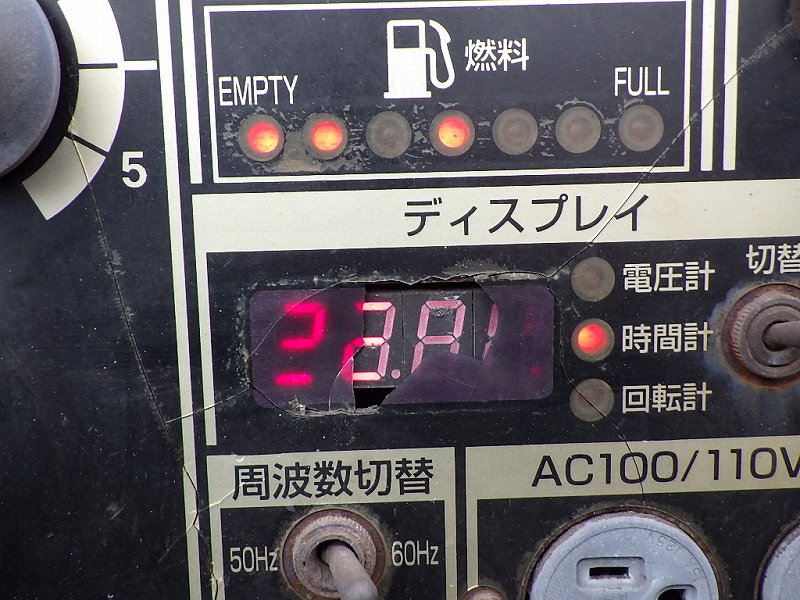 燃料
EMPTY
FULL
5
ディスプレイ
電圧計
切替
時間計
回転計
周波数切替
AC100/110V
50Hz
60Hz